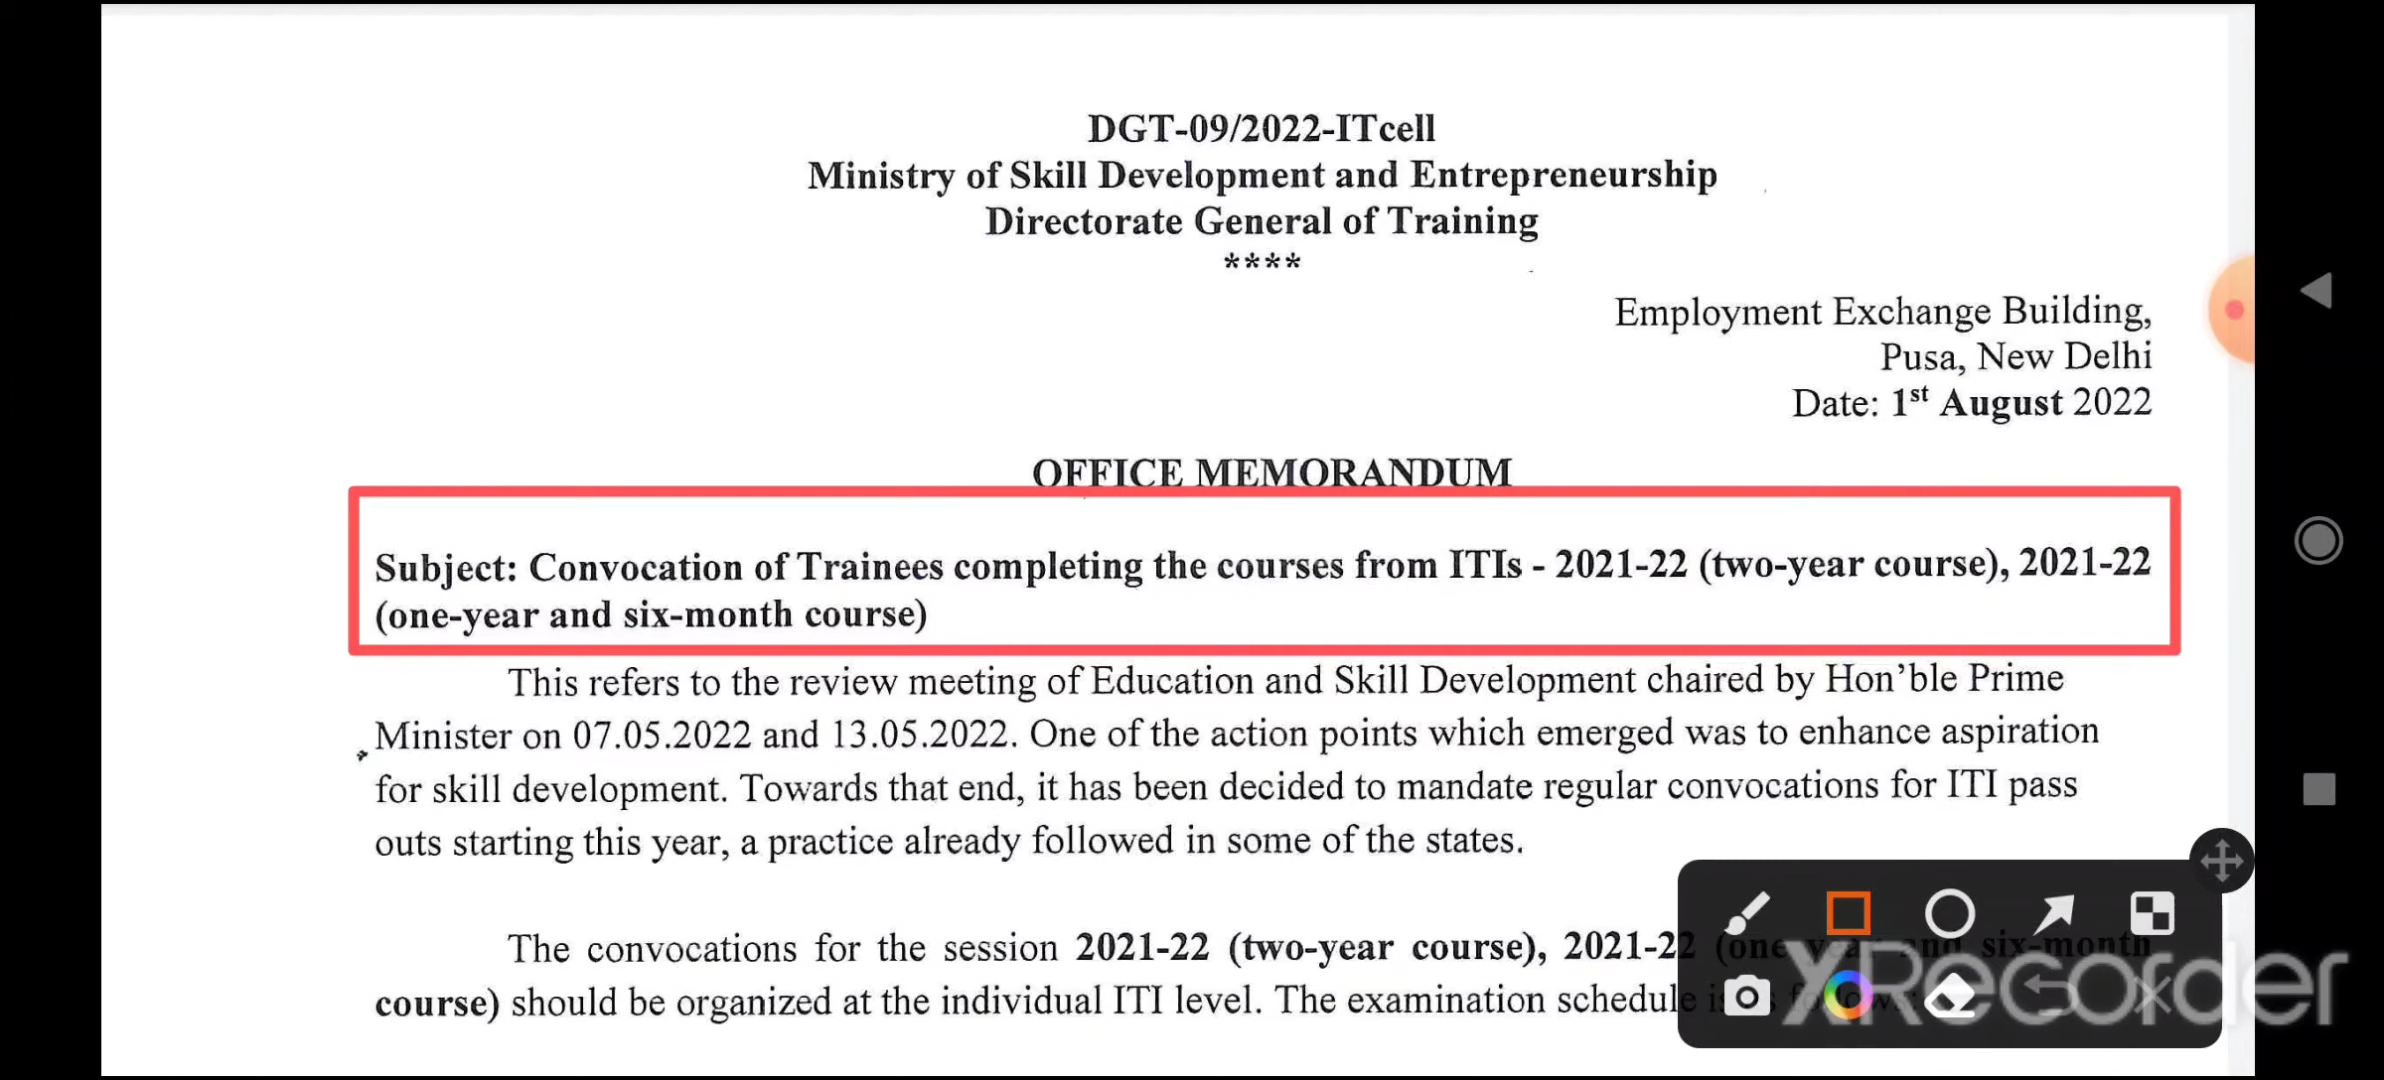 DGT-09/2022-ITcell
Ministry of Skill Development and Entrepreneurship
Directorate General of Training
****
Employment Exchange Building,
Pusa, New Delhi
Date: 1st August 2022
OFFICE MEMORANDUM
Subject: Convocation of Trainees completing the courses from ITIs - 2021-22 (two-year course), 2021-22
(one-year and six-month course)
This refers to the review meeting of Education and Skill Development chaired by Hon'ble Prime
Minister on 07.05.2022 and 13.05.2022. One of the action points which emerged was to enhance aspiration
for skill development. Towards that end, it has been decided to mandate regular convocations for ITI pass
outs starting this year, a practice already followed in some of the states.
The convocations for the session 2021-22 (two-year course), 2021-22 (one-year and six-month
course) should be organized at the individual ITI level. The examination schedule
XRecorder